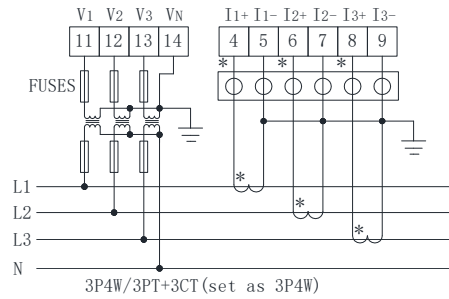 V1 V2 V3 VN I1+ I1- I2+ I2- I3+ I3-
11 12 13 14 4 5 6 7 8 9
* * *
FUSES
*
L1
*
L2
*
L3
N
3P4W/3PT+3CT(set as 3P4W)